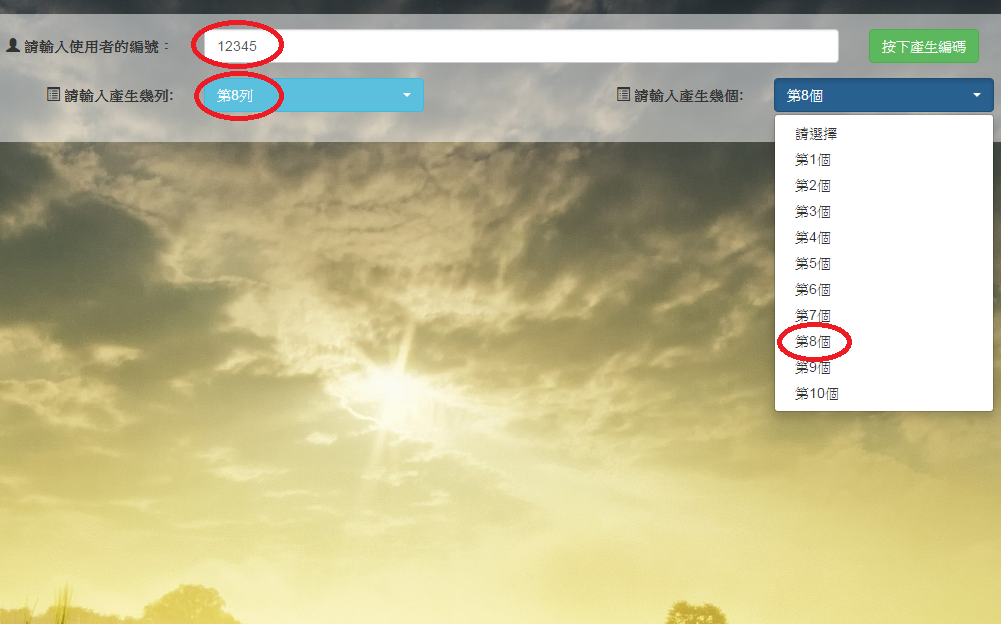 請輸入使用者的編號：
12345
按下產生編碼
請輸入產生幾列:
第8列
請輸入產生幾個:
第8個
請選擇
第1個
第2個
第3個
第4個
第5個
第6個
第7個
第8個
第9個
第10個